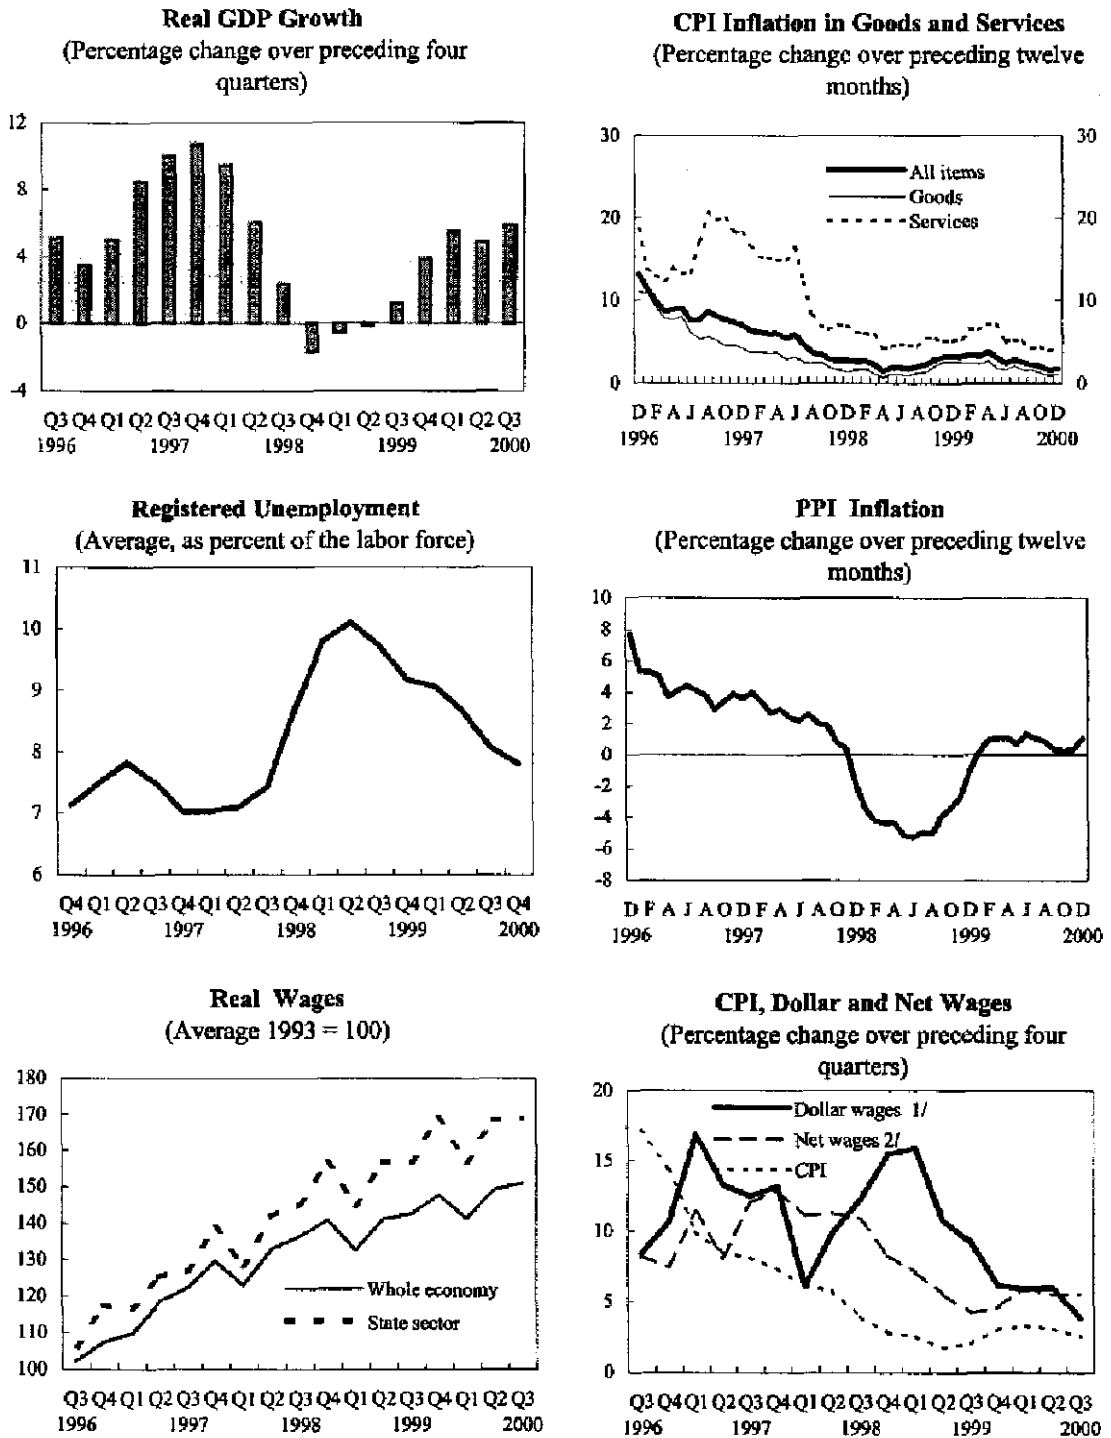 Real GDP Growth
(Percentage change over preceding four
quarters)
12
8
4
0
-4
Q3 Q4 Q1 Q2 Q3 Q4 Q1 Q2 Q3 Q4 Q1 Q2 Q3 Q4 Q1 Q2 Q3
1996 1997 1998 1999 2000
CPI Inflation in Goods and Services
(Percentage change over preceding twelve
months)
30 30
All items
Goods
20 Services 20
10 10
0 0
D F A J A O D F A J A O D F A J A O D F A J A O D
1996 1997 1998 1999 2000
Registered Unemployment
(Average, as percent of the labor force)
11
10
9
8
7
6
Q4 Q1 Q2 Q3 Q4 Q1 Q2 Q3 Q4 Q1 Q2 Q3 Q4 Q1 Q2 Q3 Q4
1996 1997 1998 1999 2000
PPI Inflation
(Percentage change over preceding twelve
months)
10
8
6
4
2
0
-2
-4
-6
-8
D F A J A O D F A J A O D F A J A O D F A J A O D
1996 1997 1998 1999 2000
Real Wages
(Average 1993 = 100)
180
170
160
150
140
130
120
110
100
Whole economy
State sector
Q3 Q4 Q1 Q2 Q3 Q4 Q1 Q2 Q3 Q4 Q1 Q2 Q3 Q4 Q1 Q2 Q3
1996 1997 1998 1999 2000
CPI, Dollar and Net Wages
(Percentage change over preceding four
quarters)
20
Dollar wages 1/
Net wages 2/
15
CPI
10
5
0
Q3 Q4 Q1 Q2 Q3 Q4 Q1 Q2 Q3 Q4 Q1 Q2 Q3 Q4 Q1 Q2 Q3
1996 1997 1998 1999 2000